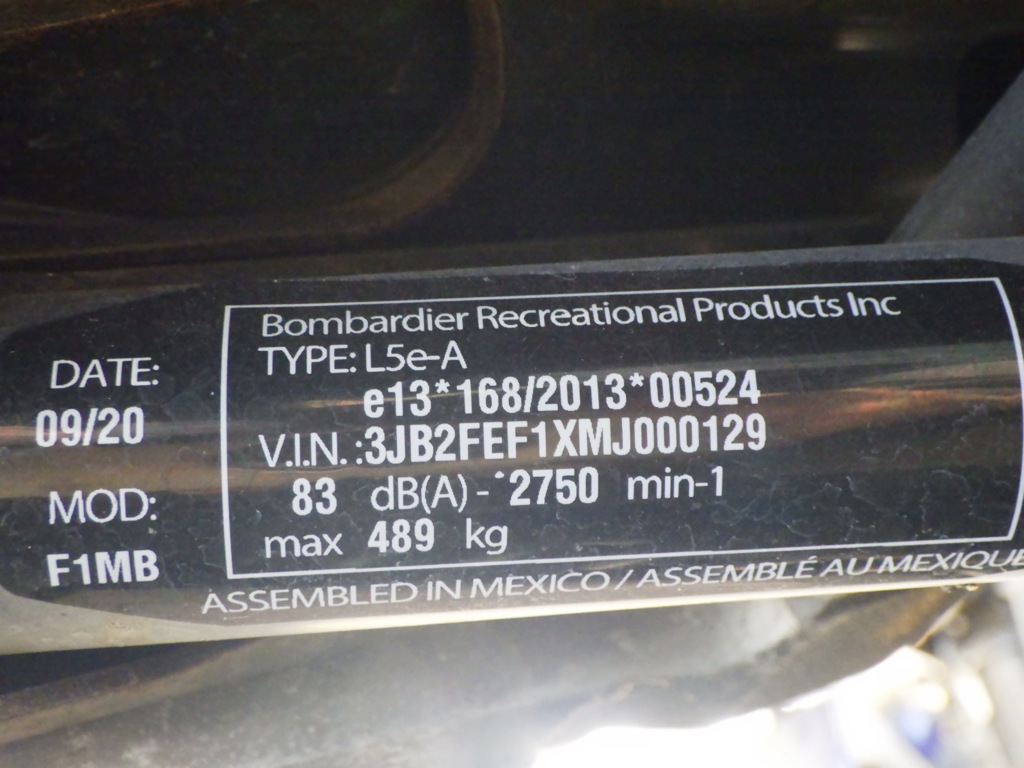 Bombardier Recreational Products Inc
TYPE: L5e-A
e13*168/2013*00524
V.I.N.:3JB2FEF1XMJ000129
83 dB(A) - 2750 min-1
max 489 kg
DATE:
09/20
MOD:
F1MB
ASSEMBLED IN MEXICO / ASSEMBLÉ AU MEXIQUE